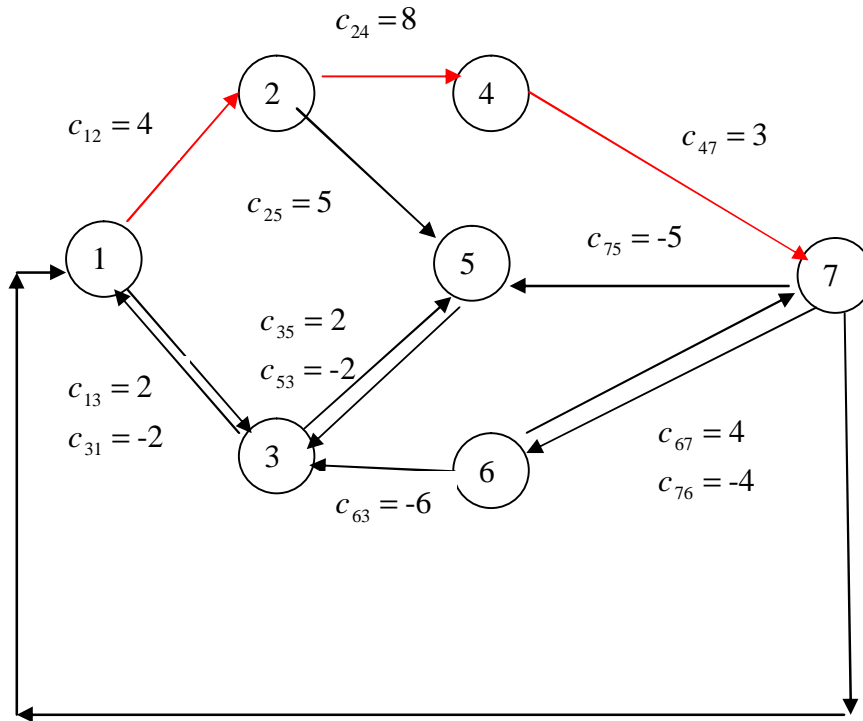 c₂₄ = 8
2
4
c₁₂ = 4
c₄₇ = 3
c₂₅ = 5
c₇₅ = -5
1
5
7
c₃₅ = 2
c₅₃ = -2
c₁₃ = 2
c₃₁ = -2
3
6
c₆₇ = 4
c₇₆ = -4
c₆₃ = -6